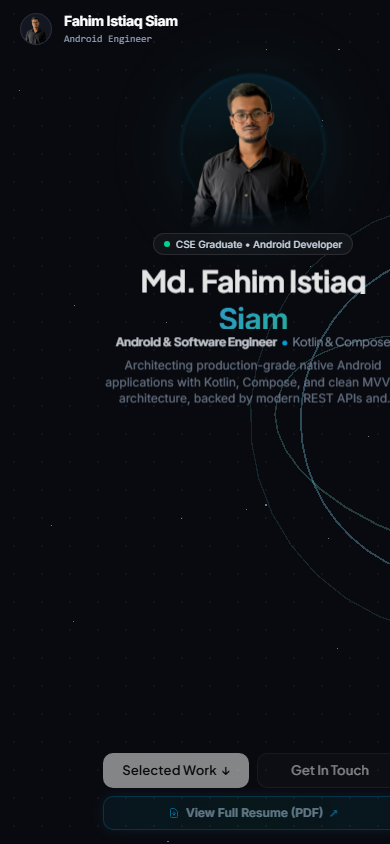 Fahim Istiaq Siam
Android Engineer
CSE Graduate • Android Developer
Md. Fahim Istiaq
Siam
Android & Software Engineer • Kotlin & Compose
Architecting production-grade native Android
applications with Kotlin, Compose, and clean MVV
architecture, backed by modern REST APIs and.
Selected Work ↓
Get In Touch
View Full Resume (PDF) ↗